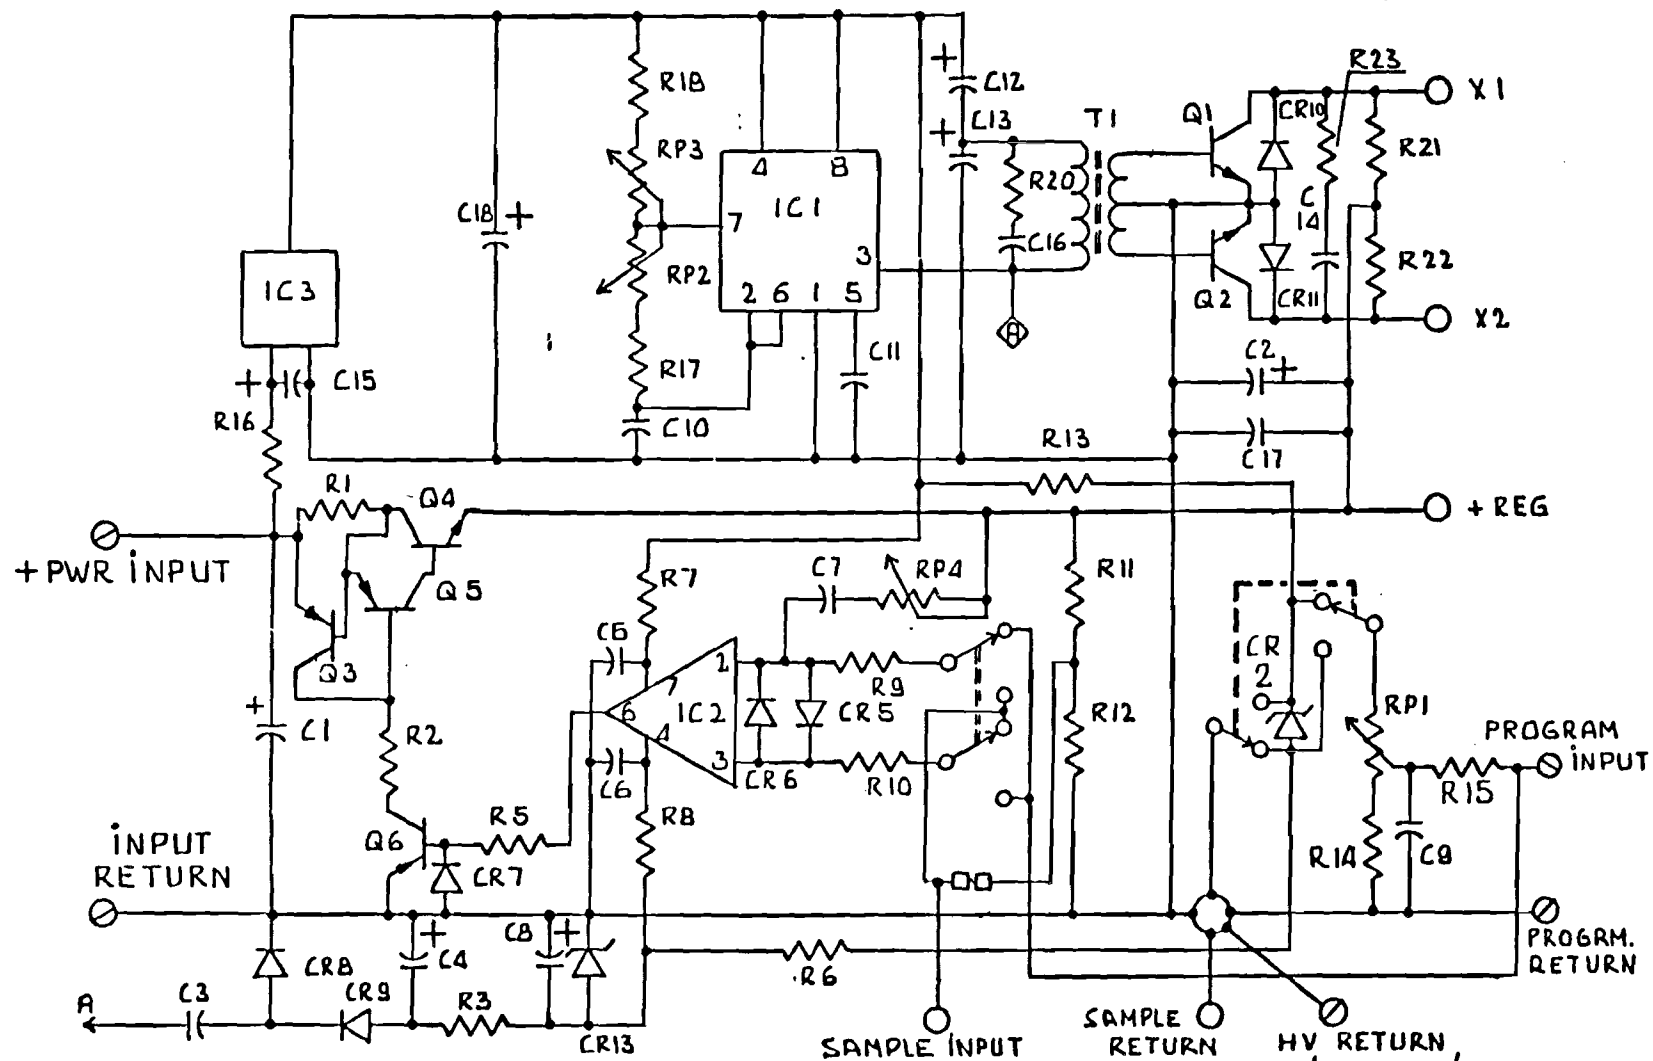 R23
X1
R18
C12
+
CR10
T1
Q1
C13
+
RP3
R21
4
8
R20
IC1
C18
+
7
C
14
C16
RP2
3
R22
IC3
2
6
1
5
Q2
CR11
X2
A
C2
+
C11
R17
+
C15
R16
C10
R13
C17
R1
Q4
+ REG
+ PWR INPUT
Q5
R7
C7
RP4
R11
C5
Q3
2
R9
CR
2
7
+
C1
6
IC2
CR5
R12
RP1
R2
4
3
PROGRAM
INPUT
C6
CR6
R10
R15
R5
R8
Q6
INPUT
RETURN
CR7
R14
C9
C8
+
+
C4
PROGRM.
RETURN
CR8
R6
A
C3
CR9
R3
CR13
SAMPLE INPUT
SAMPLE
RETURN
HV RETURN